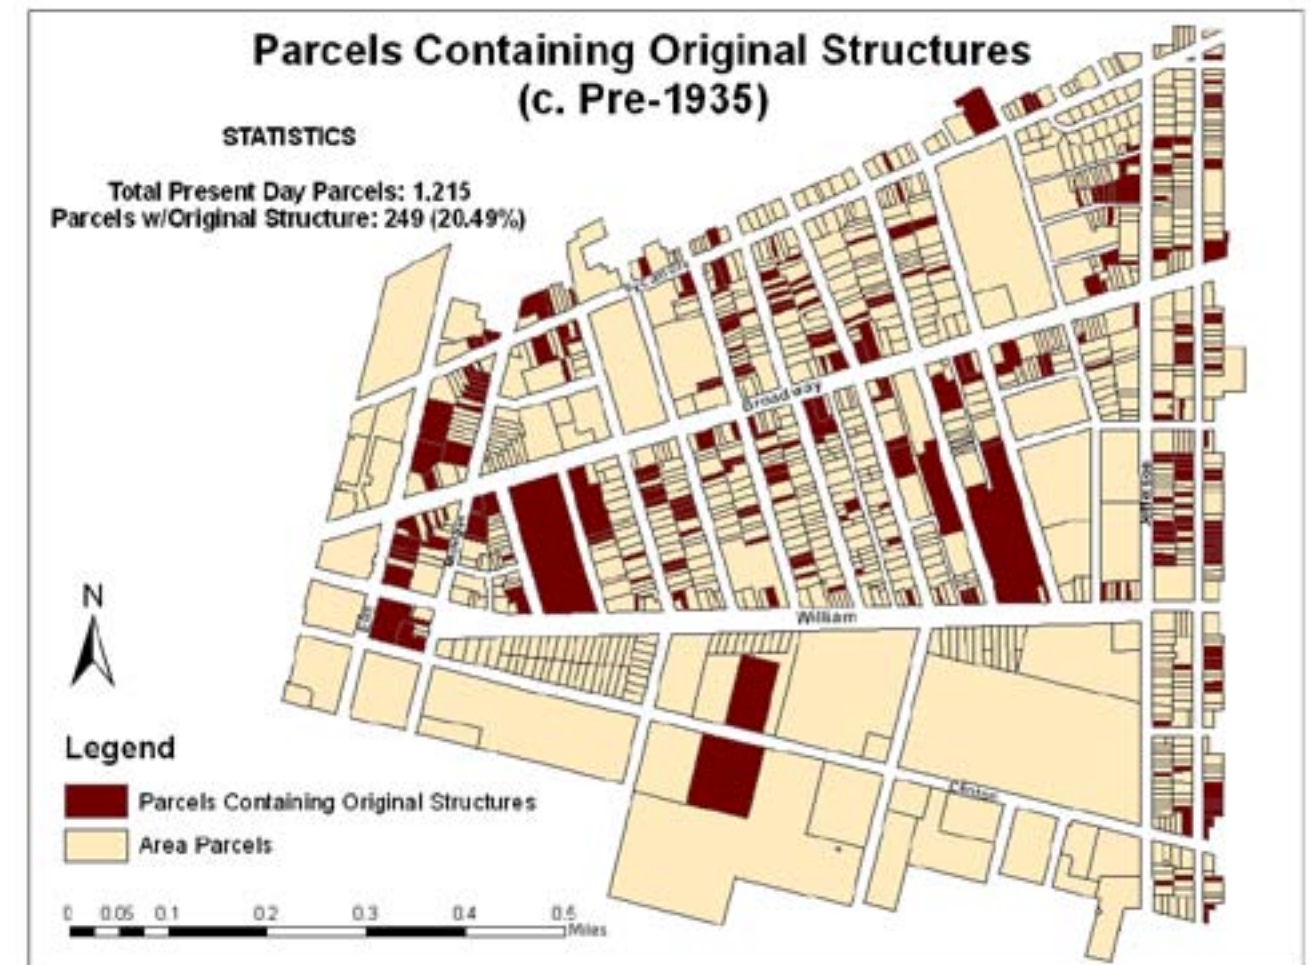 Parcels Containing Original Structures
(c. Pre-1935)
STATISTICS
Total Present Day Parcels: 1.215
Parcels w/Original Structure: 249 (20.49%)
Broadway
Jefferson
William
Clinton
N
Legend
Parcels Containing Original Structures
Area Parcels
0 0.05 0.1 0.2 0.3 0.4 0.5
Miles